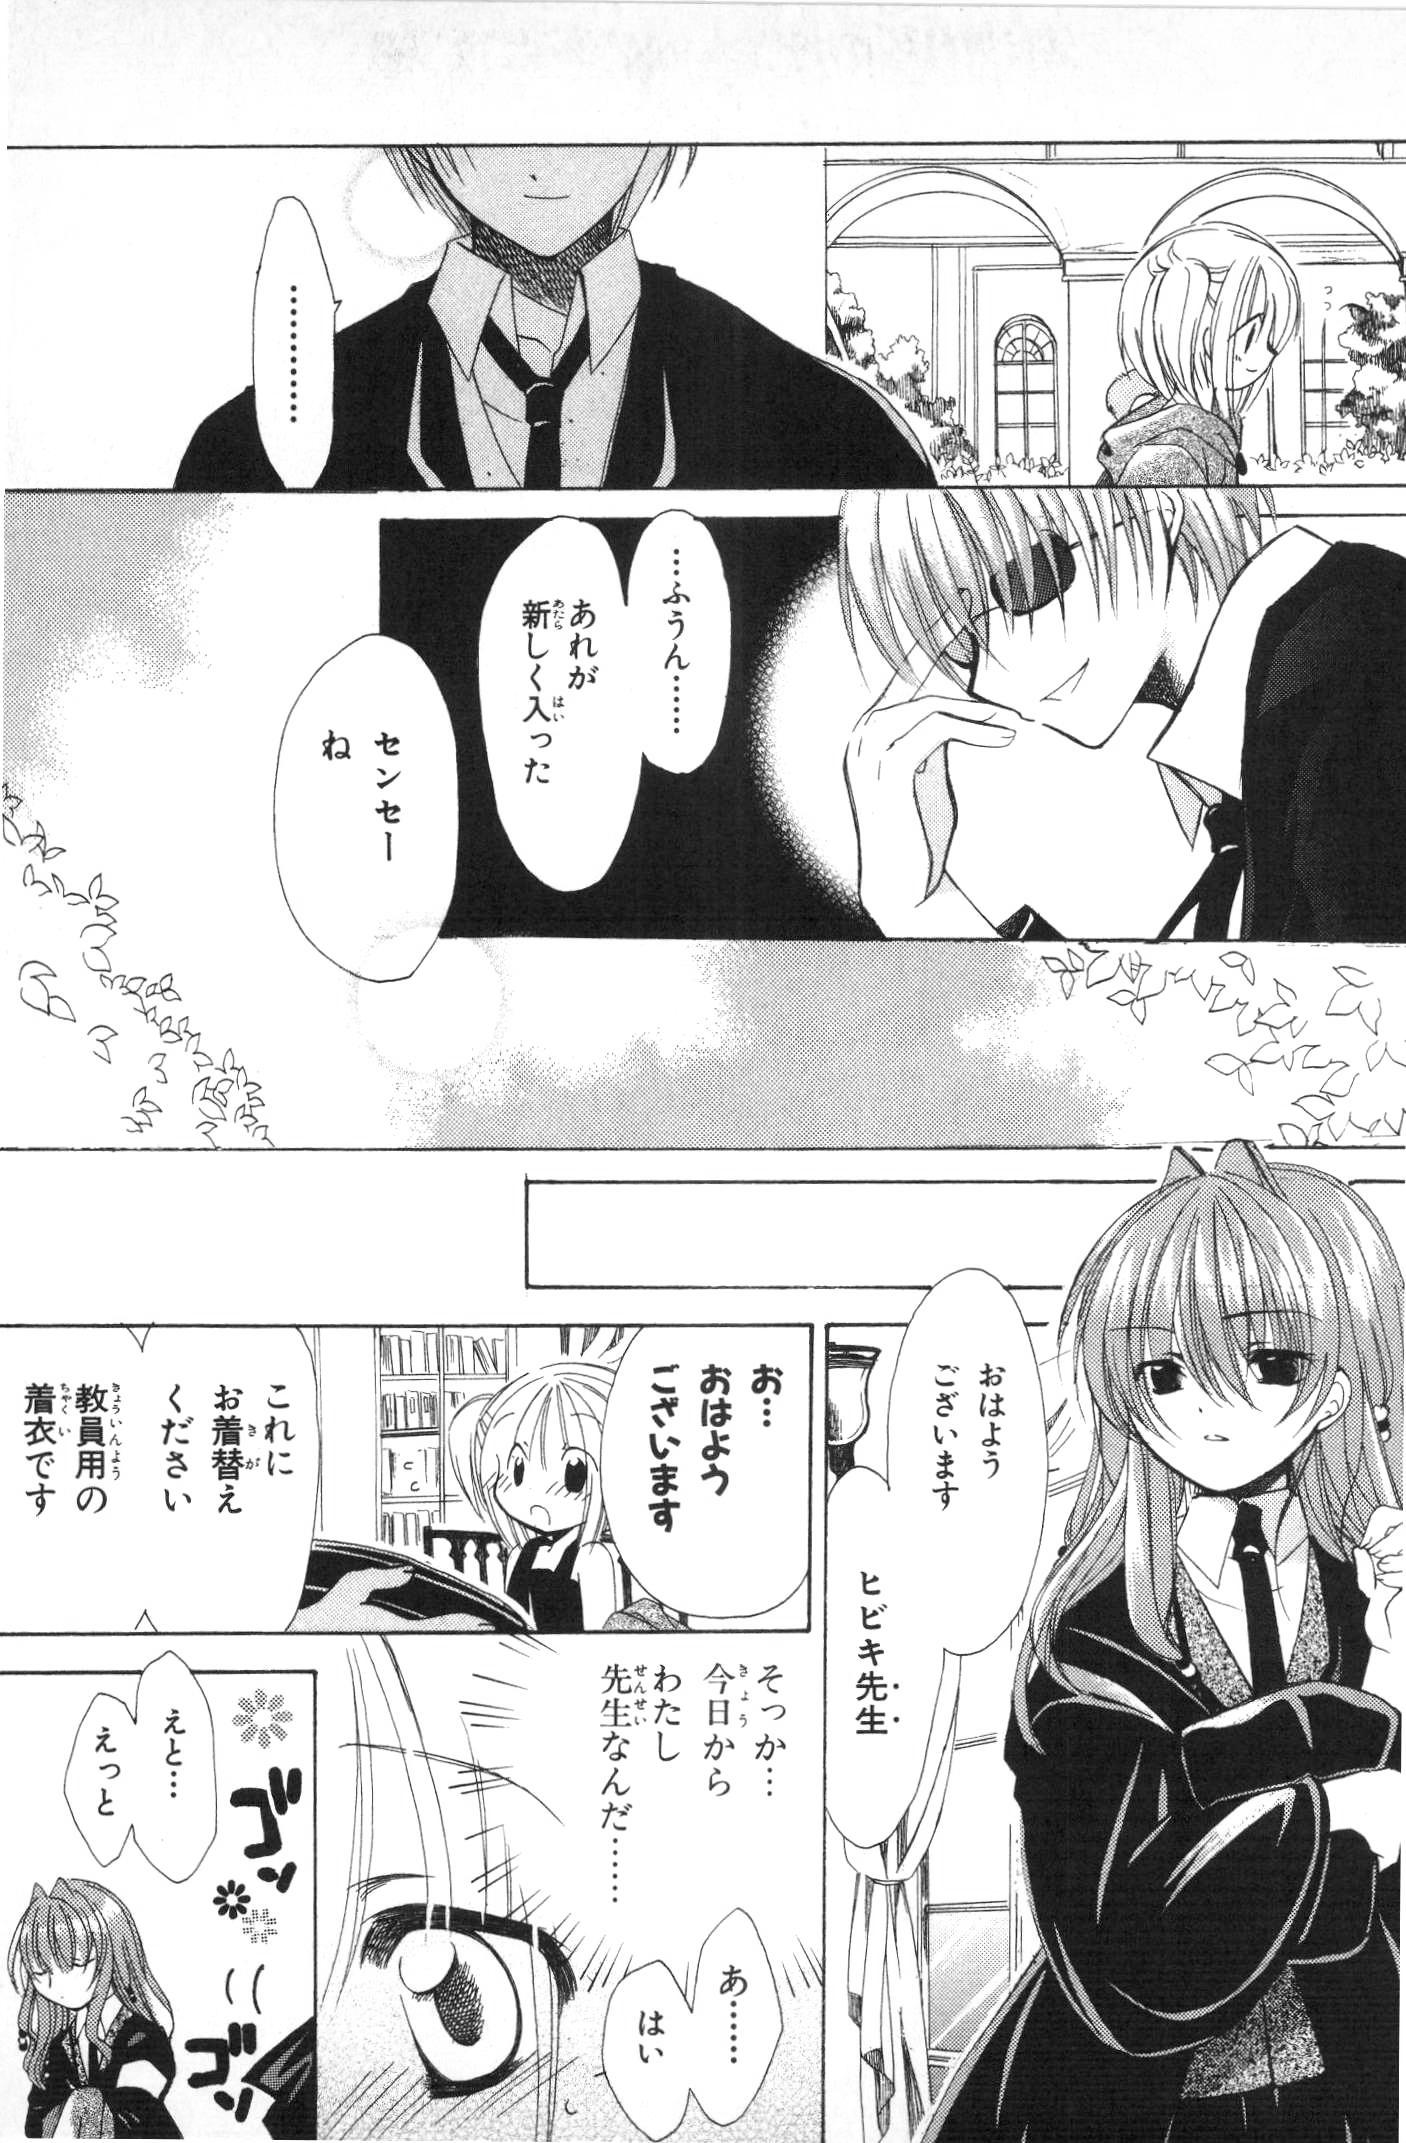 …………
…ふうん……
あれが
新しく入った
センセー
ね
おはよう
ございます
ヒビキ先生
お…
おはよう
ございます
これに
お着替え
ください
教員用の
着衣です
そっか…
今日から
わたし
先生なんだ……
あ……
はい
えと…
えっと
ゴソ
ゴソ